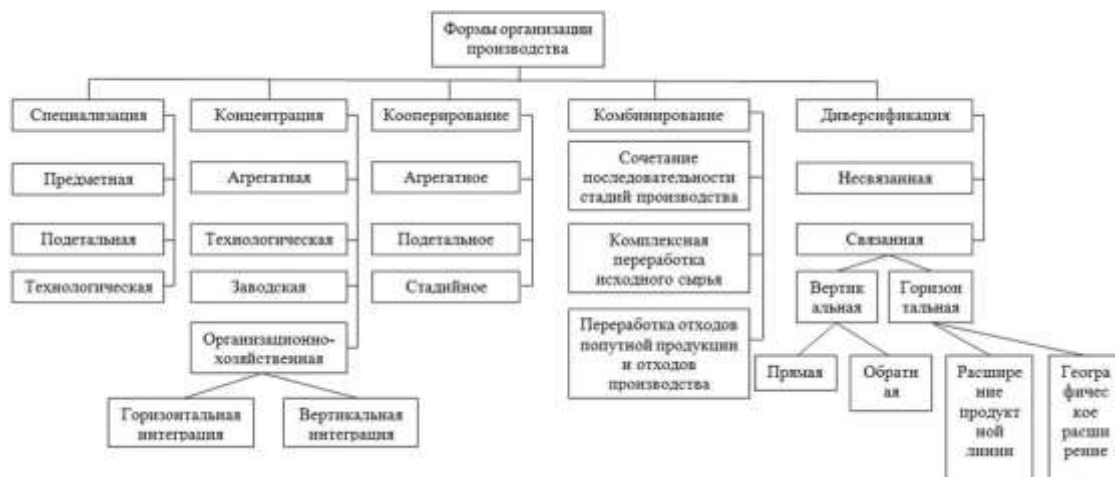 Формы организации
производства
Специализация
Концентрация
Кооперирование
Комбинирование
Диверсификация
Предметная
Агрегатная
Агрегатное
Сочетание
последовательности
стадий производства
Несвязанная
Подетальная
Технологическая
Подетальное
Комплексная
переработка
исходного сырья
Связанная
Технологическая
Заводская
Стадийное
Вертик
альная
Горизон
тальная
Организационно-
хозяйственная
Переработка отходов
попутной продукции
и отходов
производства
Прямая
Обрати
ая
Расшире
ние
продукт
ной
линии
Геогра
фичес
кое
расши
рение
Горизонтальная
интеграция
Вертикальная
интеграция